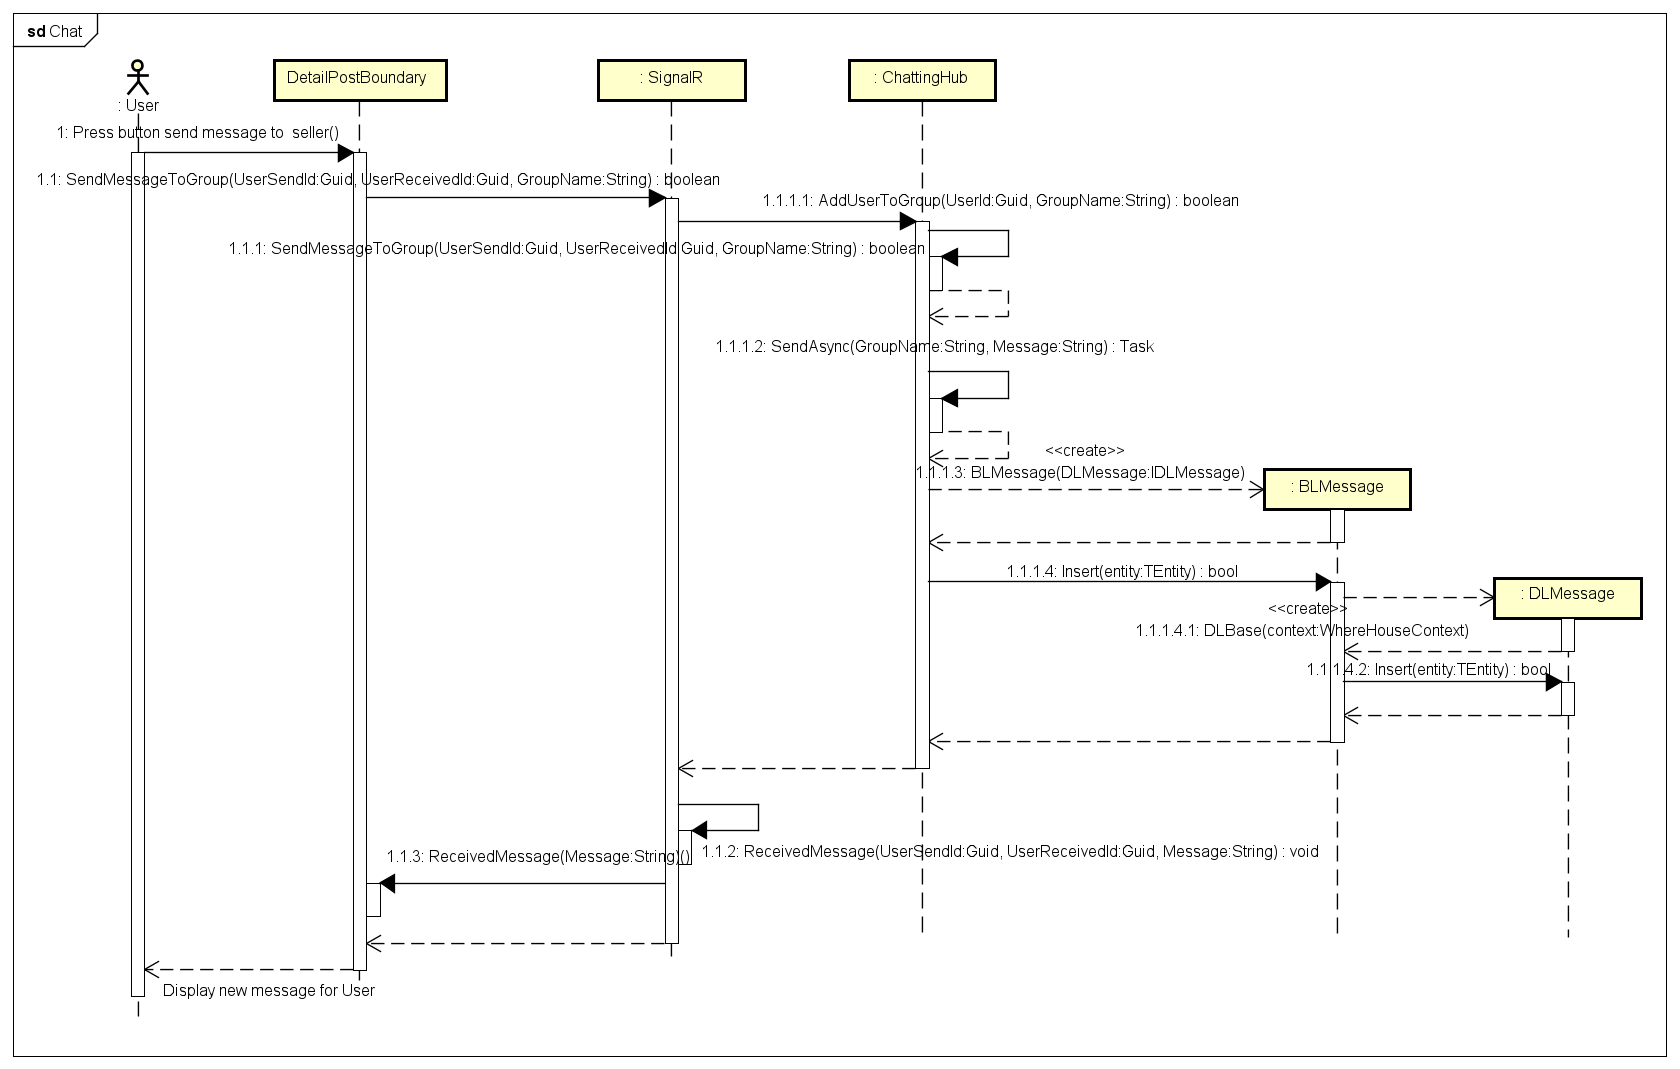 sd Chat
: User
DetailPostBoundary
: SignalR
: ChattingHub
1: Press button send message to  seller()
1.1: SendMessageToGroup(UserSendId:Guid, UserReceivedId:Guid, GroupName:String) : boolean
1.1.1.1: AddUserToGroup(UserId:Guid, GroupName:String) : boolean
1.1.1: SendMessageToGroup(UserSendId:Guid, UserReceivedId:Guid, GroupName:String) : boolean
1.1.1.2: SendAsync(GroupName:String, Message:String) : Task
<<create>>
1.1.1.3: BLMessage(DLMessage:IDLMessage)
: BLMessage
1.1.1.4: Insert(entity:TEntity) : bool
: DLMessage
<<create>>
1.1.1.4.1: DLBase(context:WhereHouseContext)
1.1.1.4.2: Insert(entity:TEntity) : bool
1.1.2: ReceivedMessage(UserSendId:Guid, UserReceivedId:Guid, Message:String) : void
1.1.3: ReceivedMessage(Message:String)()
Display new message for User